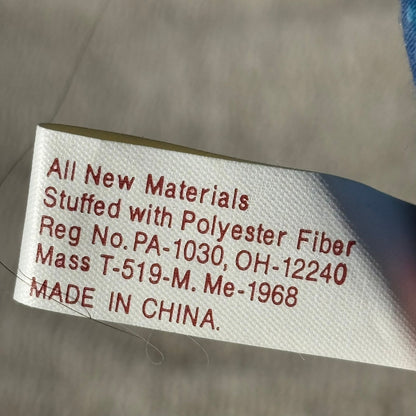 All New Materials
Stuffed with Polyester Fiber
Reg No. PA-1030, OH-12240
Mass T-519-M. Me-1968
MADE IN CHINA.